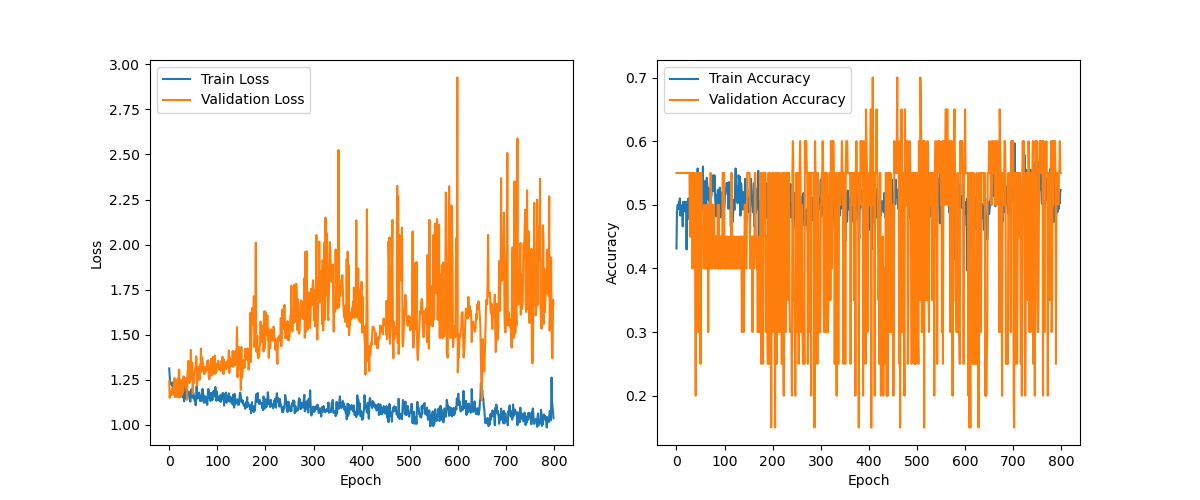 Train Loss
Validation Loss
3.00
2.75
2.50
2.25
2.00
1.75
1.50
1.25
1.00
Loss
0 100 200 300 400 500 600 700 800
Epoch
Train Accuracy
Validation Accuracy
0.7
0.6
0.5
0.4
0.3
0.2
Accuracy
0 100 200 300 400 500 600 700 800
Epoch